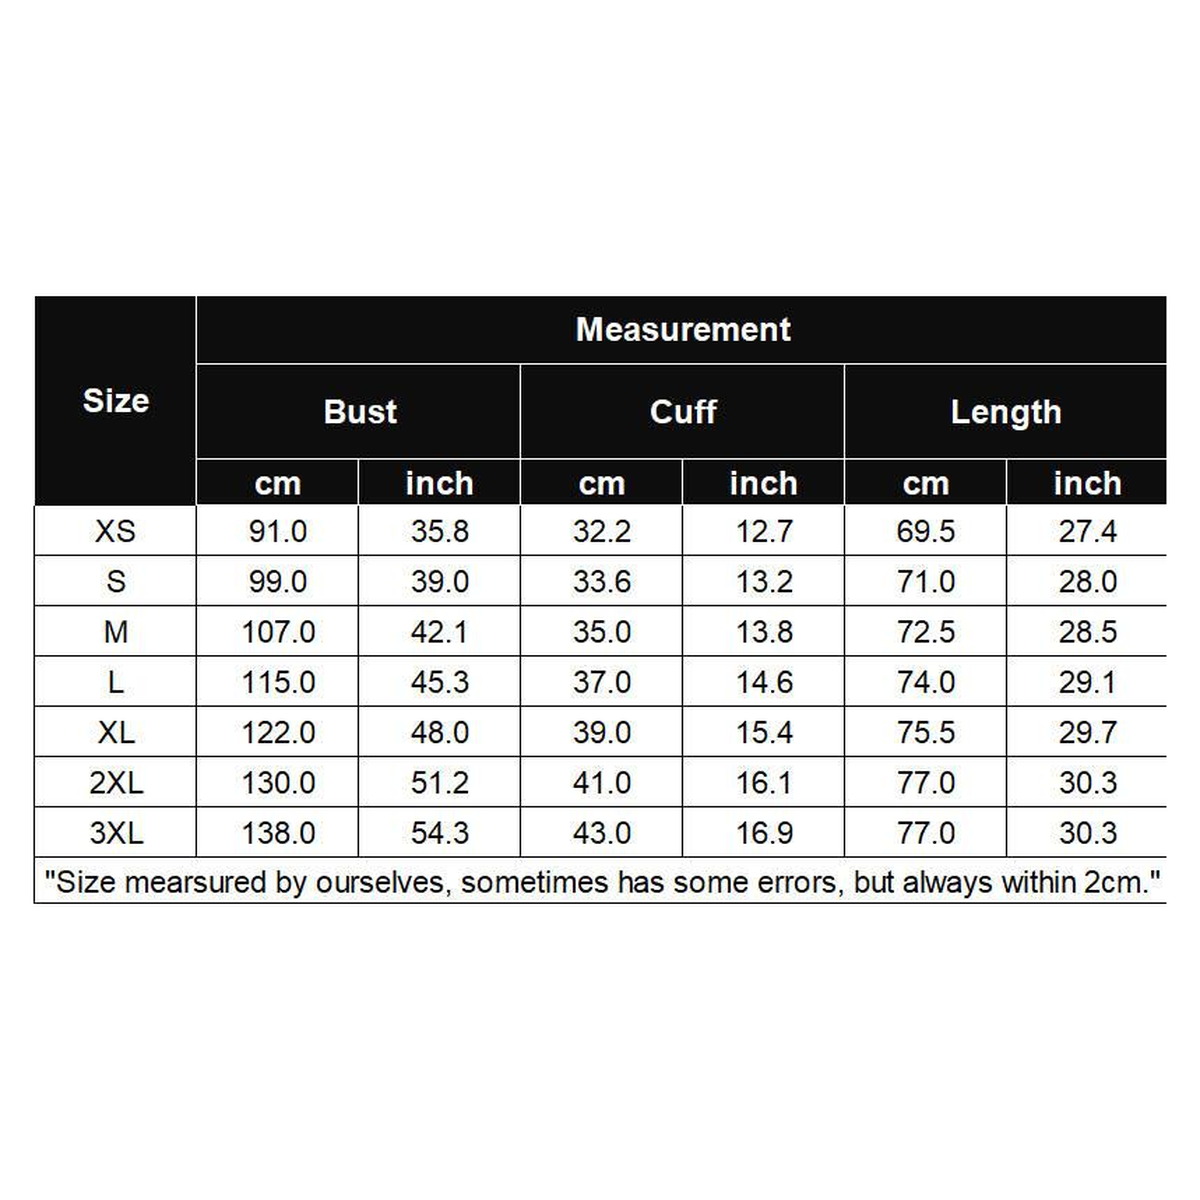 Size Measurement
Bust Cuff Length
cm inch cm inch cm inch
XS 91.0 35.8 32.2 12.7 69.5 27.4
S 99.0 39.0 33.6 13.2 71.0 28.0
M 107.0 42.1 35.0 13.8 72.5 28.5
L 115.0 45.3 37.0 14.6 74.0 29.1
XL 122.0 48.0 39.0 15.4 75.5 29.7
2XL 130.0 51.2 41.0 16.1 77.0 30.3
3XL 138.0 54.3 43.0 16.9 77.0 30.3
"Size mearsured by ourselves, sometimes has some errors, but always within 2cm."